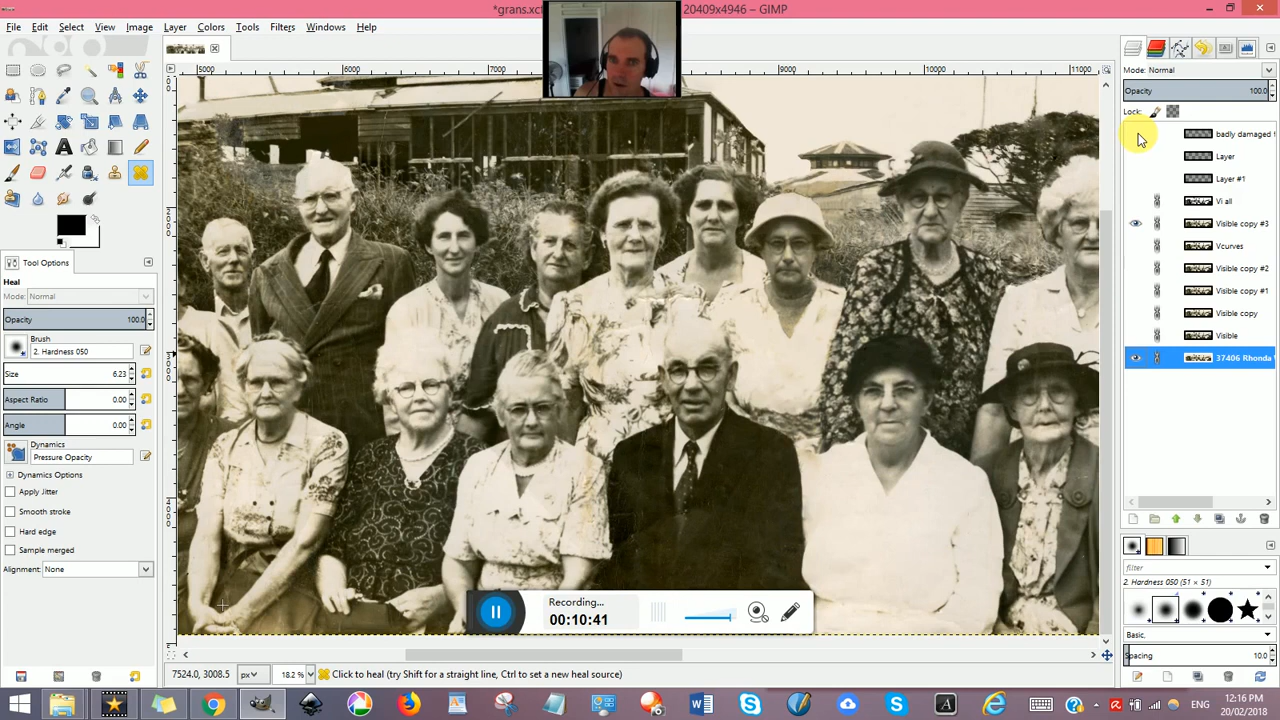 *grans.xc 20409x4946 – GIMP
File Edit Select View Image Layer Colors Tools Filters Windows Help
5000 6000 7000 9000 10000 11000
Mode: Normal
Opacity 100.0
Lock:
badly damaged
Layer
Layer #1
Vi all
Visible copy #3
Vcurves
Visible copy #2
Visible copy #1
Visible copy
Visible
37406 Rhonda
Tool Options
Heal
Mode: Normal
Opacity 100.0
Brush
2. Hardness 050
Size 6.23
Aspect Ratio 0.00
Angle 0.00
Dynamics
Pressure Opacity
Dynamics Options
Apply Jitter
Smooth stroke
Hard edge
Sample merged
Alignment: None
Recording...
00:10:41
filter
2. Hardness 050 (51 × 51)
Basic,
Spacing 10.0
7524.0, 3008.5 px 18.2 % Click to heal (try Shift for a straight line, Ctrl to set a new heal source)
ENG
12:16 PM
20/02/2018